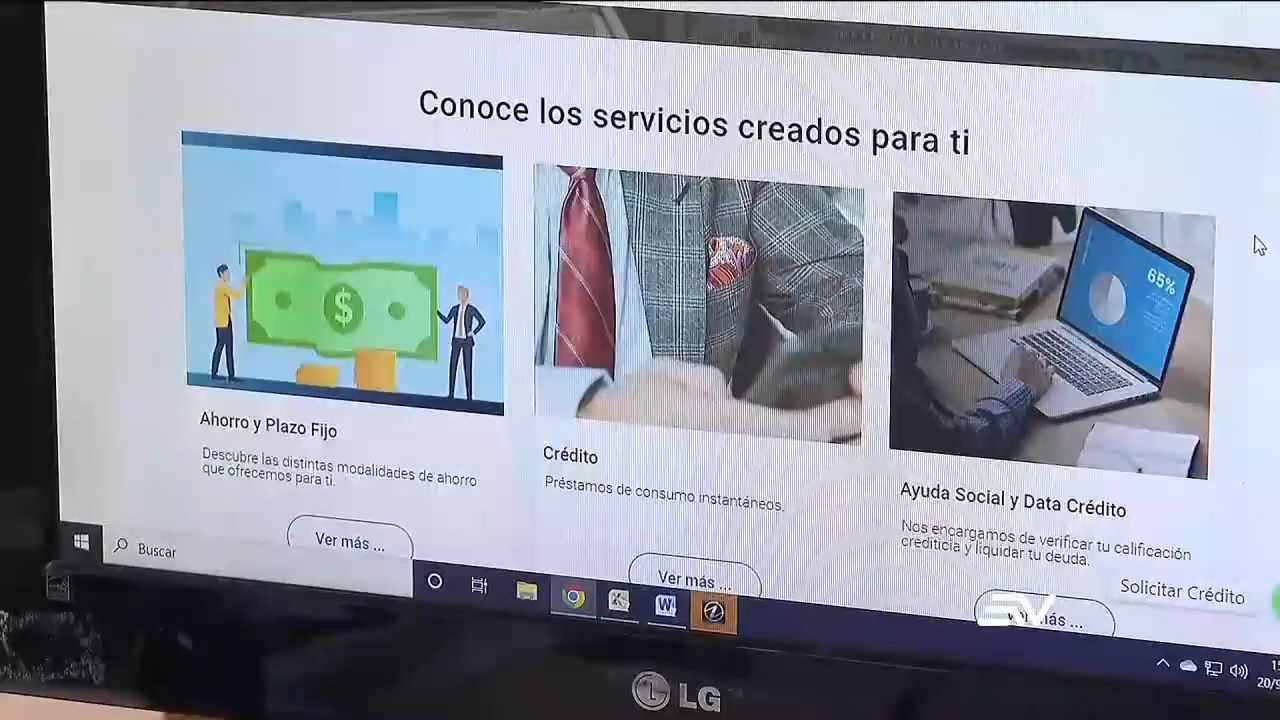 Conoce los servicios creados para ti
$
65%
Ahorro y Plazo Fijo
Descubre las distintas modalidades de ahorro
que ofrecemos para ti.
Ver más ...
Crédito
Préstamos de consumo instantáneos.
Ver más ...
Ayuda Social y Data Crédito
Nos encargamos de verificar tu calificación
crediticia y liquidar tu deuda.
Solicitar Crédito
Buscar
LG